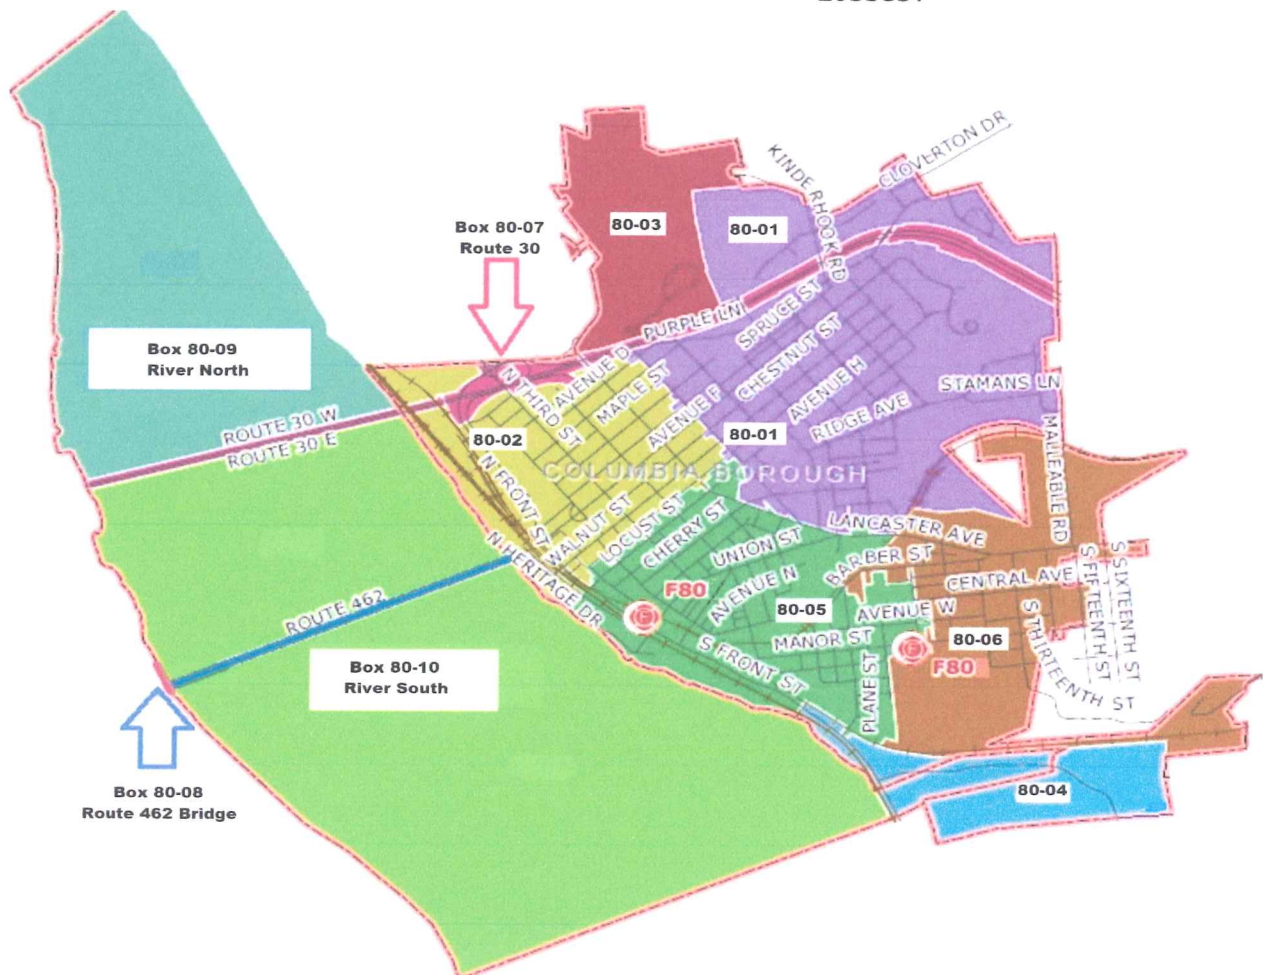 CLOVERTON DR
KINDERHOOK RD
80-03
80-01
Box 80-07
Route 30
PURPLE LN
SPRUCE ST
CHESTNUT ST
AVENUE H
RIDGE AVE
STAMANS LN
Box 80-09
River North
N THIRD ST
AVENUE D
MAPLE ST
AVENUE F
ROUTE 30 W
ROUTE 30 E
80-02
80-01
COLUMBIA BOROUGH
MALLEABLE RD
N FRONT ST
WALNUT ST
LOCUST ST
CHERRY ST
UNION ST
LANCASTER AVE
BARBER ST
N HERITAGE DR
AVENUE N
CENTRAL AVE
S FIFTEENTH ST
S SIXTEENTH ST
ROUTE 462
F80
80-05
AVENUE W
MANOR ST
80-06
F80
S THIRTEENTH ST
S FRONT ST
PLANE ST
Box 80-10
River South
80-04
Box 80-08
Route 462 Bridge